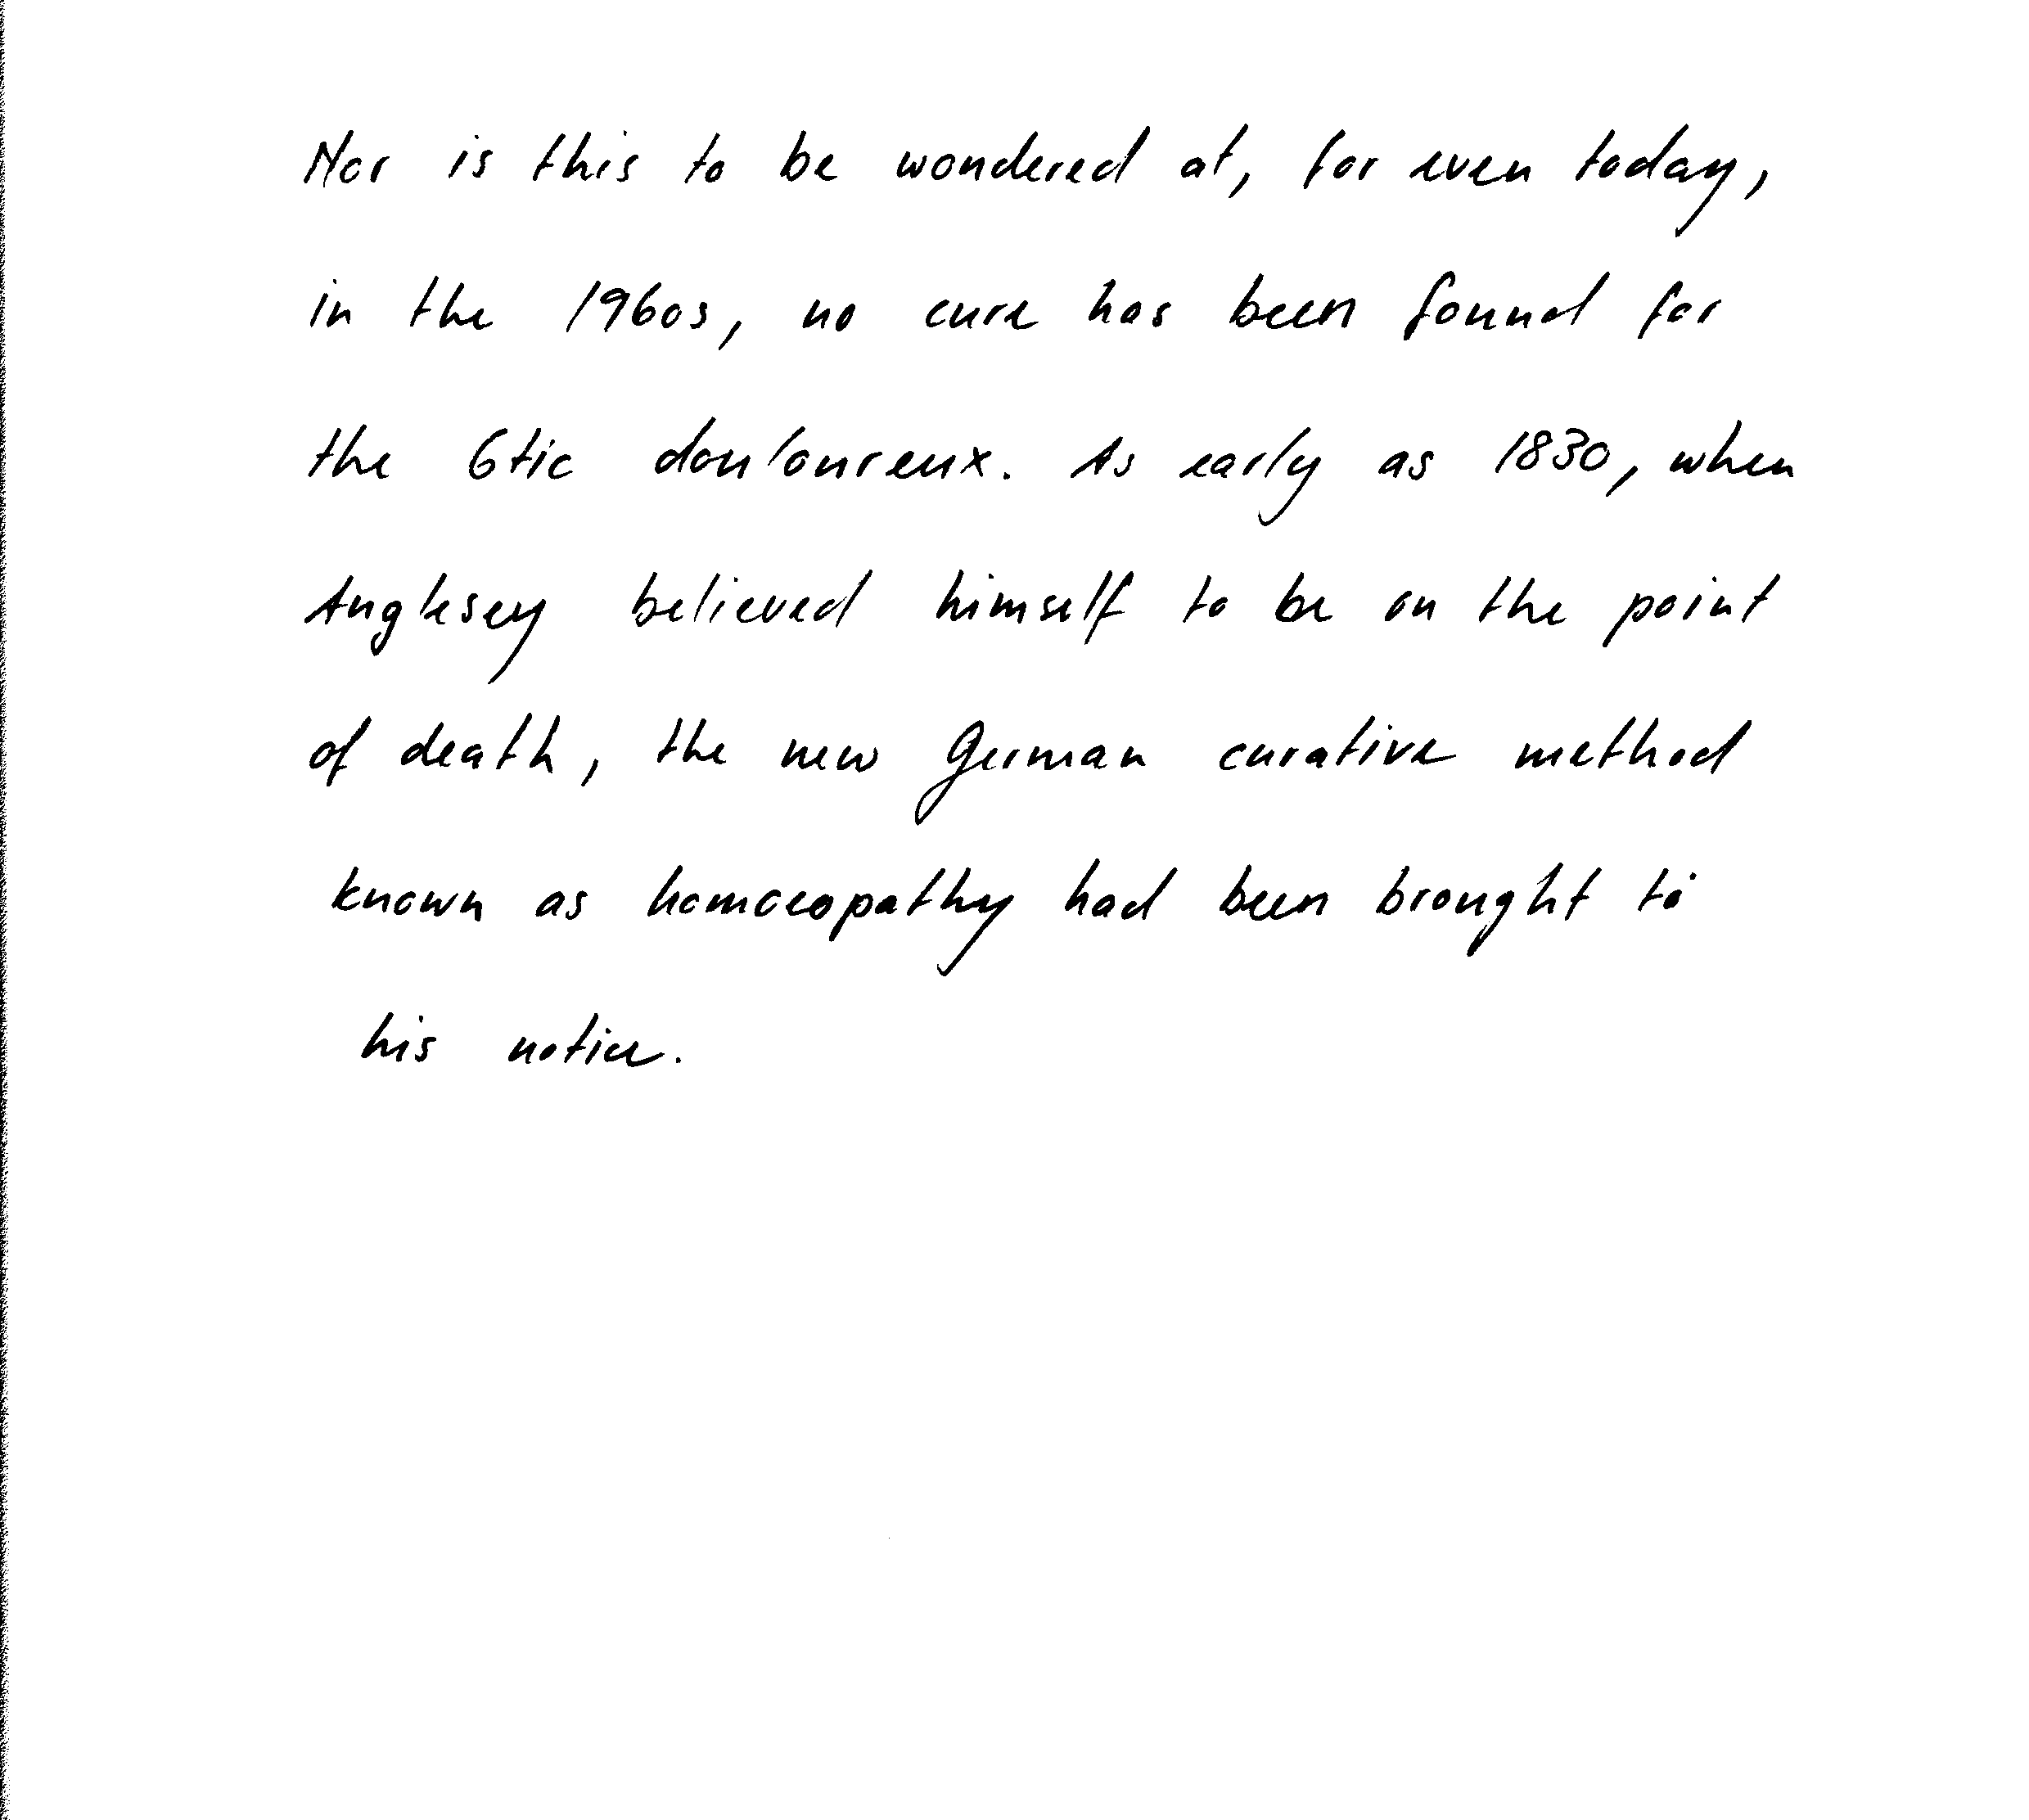 Nor is this to be wondered at, for even today,
in the 1960s, no cure has been found for
the 6tic douloureux. As early as 1830, when
Anglesey believed himself to be on the point
of death, the new German curative method
known as homoeopathy had been brought to
his notice.